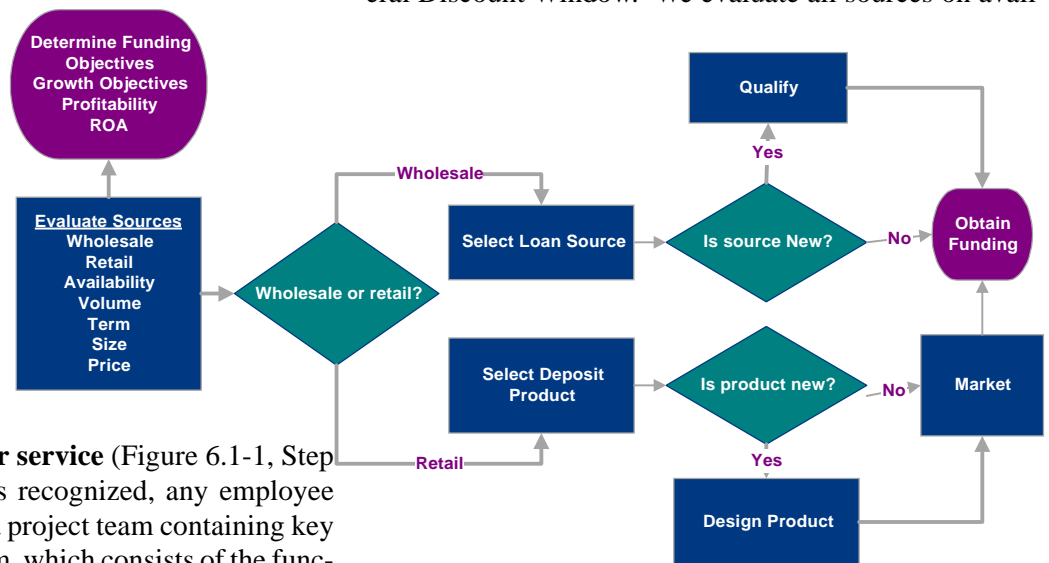 eral Discount Window. We evaluate all sources on avail-
Determine Funding
Objectives
Growth Objectives
Profitability
ROA
Evaluate Sources
Wholesale
Retail
Availability
Volume
Term
Size
Price
Wholesale or retail?
Wholesale
Select Loan Source
Is source New?
Yes
Qualify
No
Obtain
Funding
Retail
Select Deposit
Product
Is product new?
No
Market
Yes
Design Product
r service (Figure 6.1-1, Step
s recognized, any employee
project team containing key
, which consists of the func-